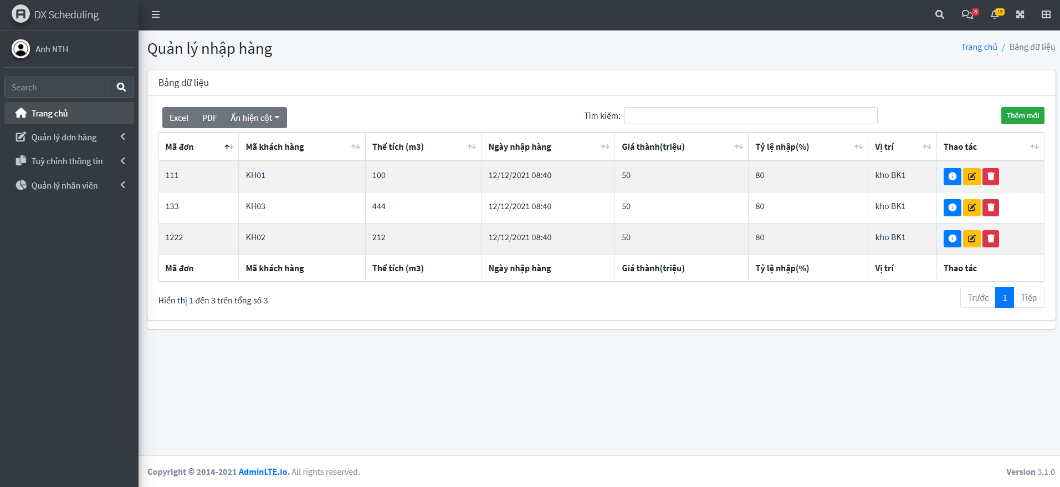 DX Scheduling
Anh NTH
Search
Trang chủ
Quản lý đơn hàng
Tuỳ chỉnh thông tin
Quản lý nhân viên
Quản lý nhập hàng
Trang chủ / Bảng dữ liệu
Bảng dữ liệu
Excel PDF Ẩn hiện cột Tìm kiếm: Thêm mới
Mã đơn Mã khách hàng Thể tích (m3) Ngày nhập hàng Giá thành(triệu) Tỷ lệ nhập(%) Vị trí Thao tác
111 KH01 100 12/12/2021 08:40 50 80 kho BK1
133 KH03 444 12/12/2021 08:40 50 80 kho BK1
1222 KH02 212 12/12/2021 08:40 50 80 kho BK1
Mã đơn Mã khách hàng Thể tích (m3) Ngày nhập hàng Giá thành(triệu) Tỷ lệ nhập(%) Vị trí Thao tác
Hiển thị 1 đến 3 trên tổng số 3
Trước 1 Tiếp
Copyright © 2014-2021 AdminLTE.io. All rights reserved.
Version 3.1.0